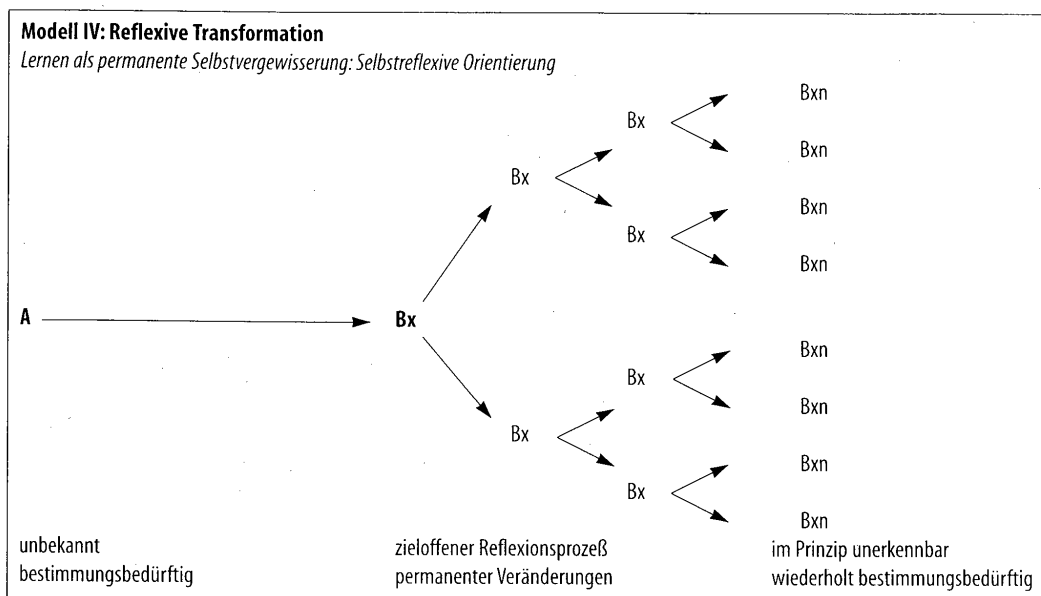 Modell IV: Reflexive Transformation
Lernen als permanente Selbstvergewisserung: Selbstreflexive Orientierung
Bxn
Bx
Bxn
Bx
Bxn
Bx
Bxn
A
Bx
Bxn
Bx
Bxn
Bx
Bxn
Bx
Bxn
unbekannt
bestimmungsbedürftig
zieloffener Reflexionsprozeß
permanenter Veränderungen
im Prinzip unerkennbar
wiederholt bestimmungsbedürftig